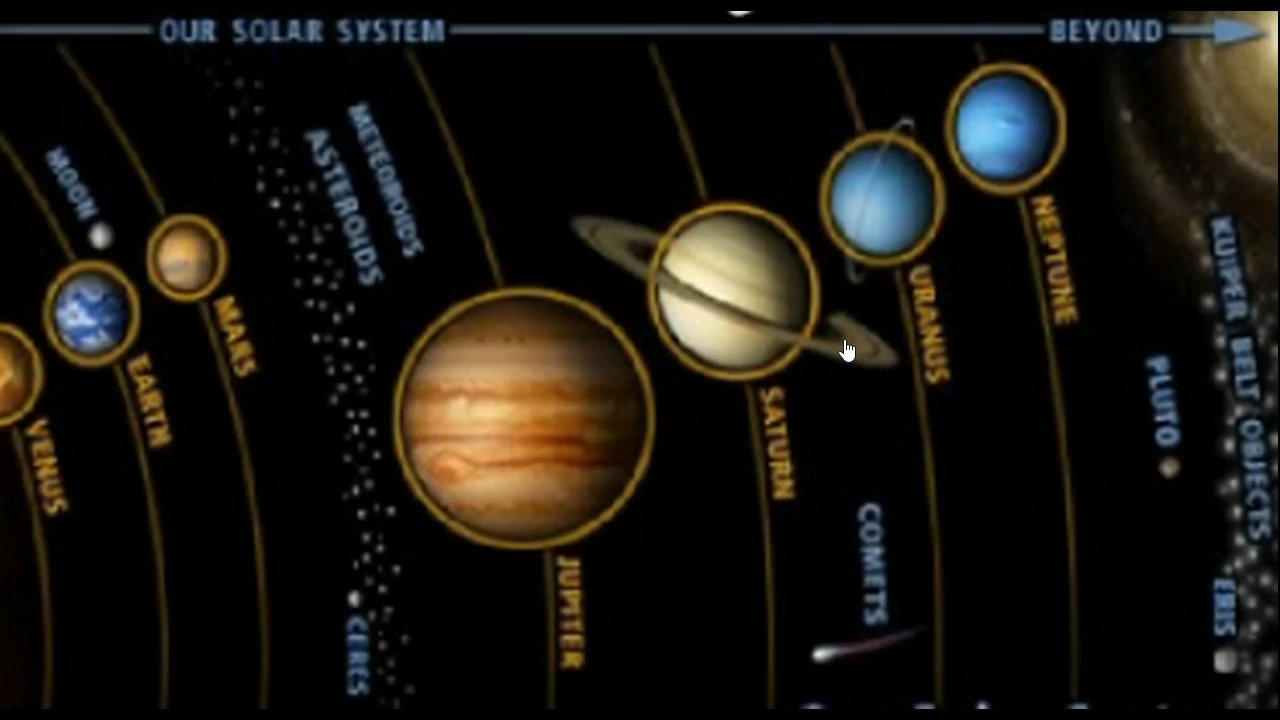 OUR SOLAR SYSTEM
BEYOND
MOON
METEOROIDS
ASTEROIDS
VENUS
EARTH
MARS
CERES
JUPITER
SATURN
URANUS
NEPTUNE
COMETS
PLUTO
KUIPER BELT OBJECTS
ERIS